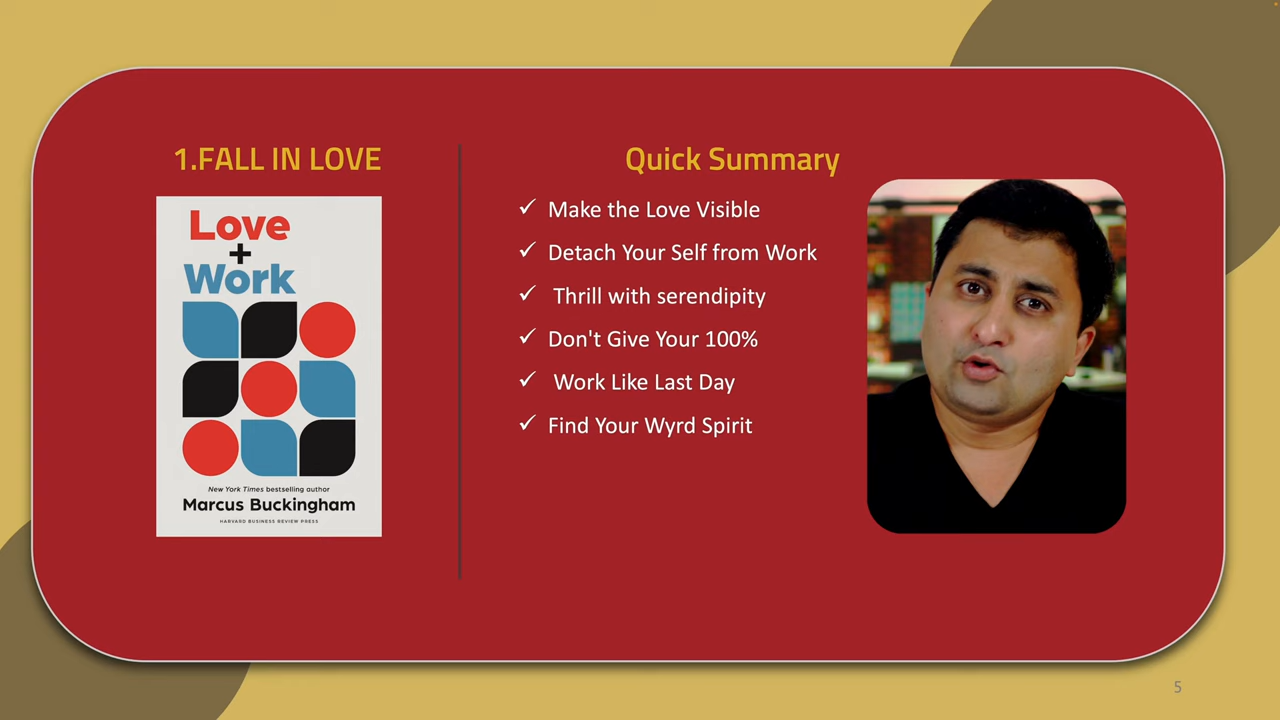 1.FALL IN LOVE
Love
+
Work
New York Times bestselling author
Marcus Buckingham
HARVARD BUSINESS REVIEW PRESS
Quick Summary
✓ Make the Love Visible
✓ Detach Your Self from Work
✓ Thrill with serendipity
✓ Don't Give Your 100%
✓ Work Like Last Day
✓ Find Your Wyrd Spirit
5